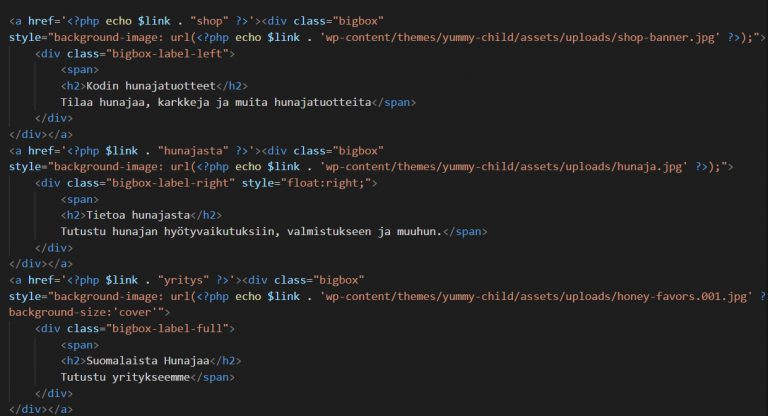 <a href='<?php echo $link . "shop" ?>'><div class="bigbox"
style="background-image: url(<?php echo $link . 'wp-content/themes/yummy-child/assets/uploads/shop-banner.jpg' ?>);">
<div class="bigbox-label-left">
<span>
<h2>Kodin hunajatuotteet</h2>
Tilaa hunajaa, karkkeja ja muita hunajatuotteita</span>
</div>
</div></a>
<a href='<?php $link . "hunajasta" ?>'><div class="bigbox"
style="background-image: url(<?php echo $link . 'wp-content/themes/yummy-child/assets/uploads/hunaja.jpg' ?>);">
<div class="bigbox-label-right" style="float:right;">
<span>
<h2>Tietoa hunajasta</h2>
Tutustu hunajan hyötyvaikutuksiin, valmistukseen ja muuhun.</span>
</div>
</div></a>
<a href='<?php $link . "yritys" ?>'><div class="bigbox"
style="background-image: url(<?php echo $link . 'wp-content/themes/yummy-child/assets/uploads/honey-favors.001.jpg' ?
background-size:'cover'">
<div class="bigbox-label-full">
<span>
<h2>Suomalaista Hunajaa</h2>
Tutustu yritykseemme</span>
</div>
</div></a>